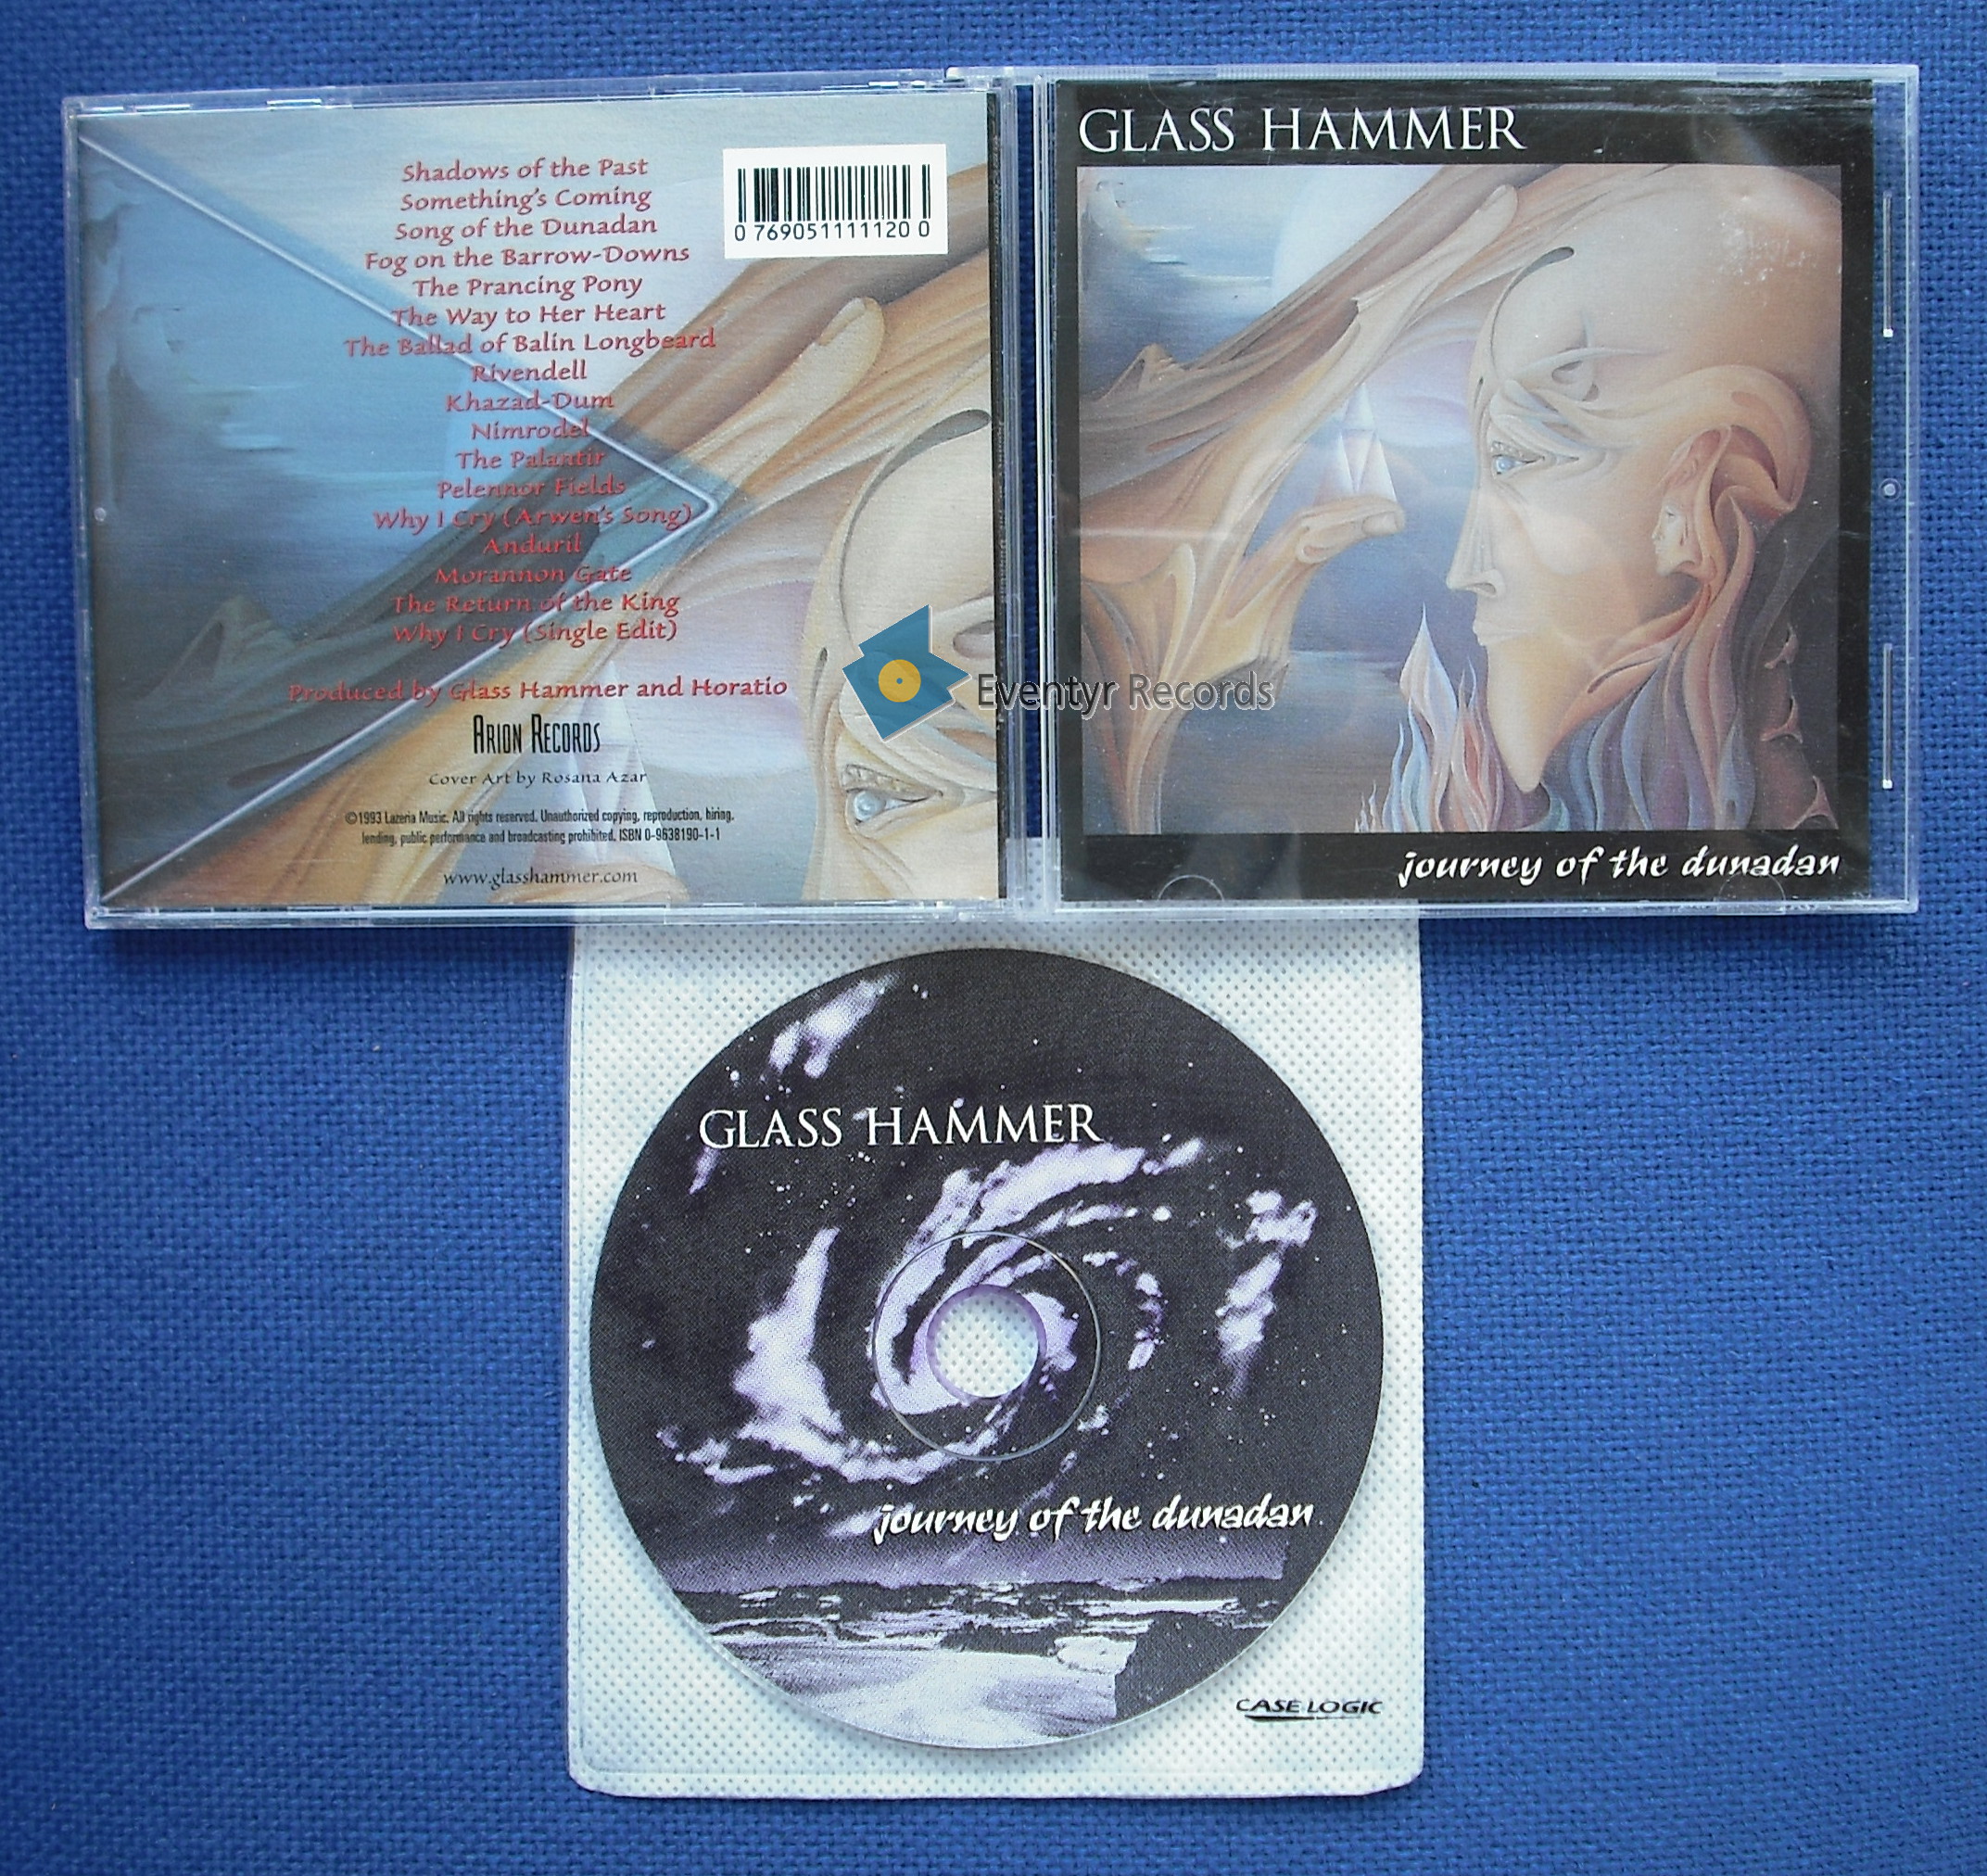 Shadows of the Past
Something's Coming
Song of the Dunadan
Fog on the Barrow-Downs
The Prancing Pony
The Way to Her Heart
The Ballad of Balin Longbeard
Rivendell
Khazad-Dum
Nimrodel
The Palantir
Pelennor Fields
Why I Cry (Arwen's Song)
Anduril
Morannon Gate
The Return of the King
Why I Cry (Single Edit)
Produced by Glass Hammer and Horatio
ARION RECORDS
Cover Art by Rosana Azar
©1993 Lazeria Music. All rights reserved. Unauthorized copying, reproduction, hiring,
lending, public performance and broadcasting prohibited. ISBN 0-9638190-1-1
www.glasshammer.com
0 769051111120 0
GLASS HAMMER
journey of the dunadan
Eventyr Records
GLASS HAMMER
journey of the dunadan
CASE LOGIC